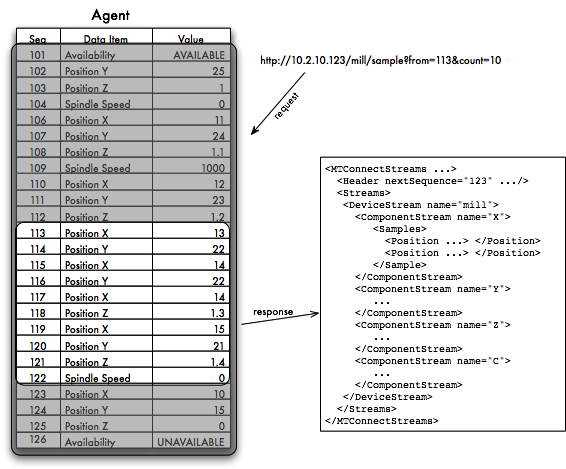 Agent
Seq Data Item Value
101 Availability AVAILABLE
102 Position Y 25
103 Position Z 1
104 Spindle Speed 0
106 Position X 11
107 Position Y 24
108 Position Z 1.1
109 Spindle Speed 1000
110 Position X 12
111 Position Y 23
112 Position Z 1.2
113 Position X 13
114 Position Y 22
115 Position X 14
116 Position Y 22
117 Position X 14
118 Position Z 1.3
119 Position X 15
120 Position Y 21
121 Position Z 1.4
122 Spindle Speed 0
123 Position X 10
124 Position Y 15
125 Position Z 0
126 Availability UNAVAILABLE
http://10.2.10.123/mill/sample?from=113&count=10
request
response
<MTConnectStreams ...>
<Header nextSequence="123" .../>
<Streams>
<DeviceStream name="mill">
<ComponentStream name="X">
<Samples>
<Position ...> </Position>
<Position ...> </Position>
</Sample>
</ComponentStream>
<ComponentStream name="Y">
...
</ComponentStream>
<ComponentStream name="Z">
...
</ComponentStream>
<ComponentStream name="C">
...
</ComponentStream>
</DeviceStream>
</Streams>
</MTConnectStreams>